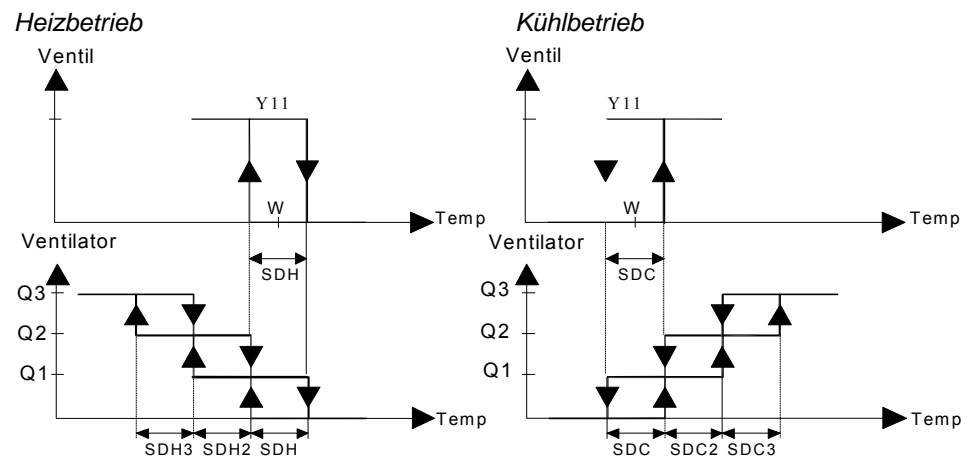 Heizbetrieb
Ventil
Y11
W
Temp
SDH
Ventilator
Q3
Q2
Q1
Temp
SDH3 SDH2 SDH
Kühlbetrieb
Ventil
Y11
W
Temp
SDC
Ventilator
Q3
Q2
Q1
Temp
SDC SDC2 SDC3